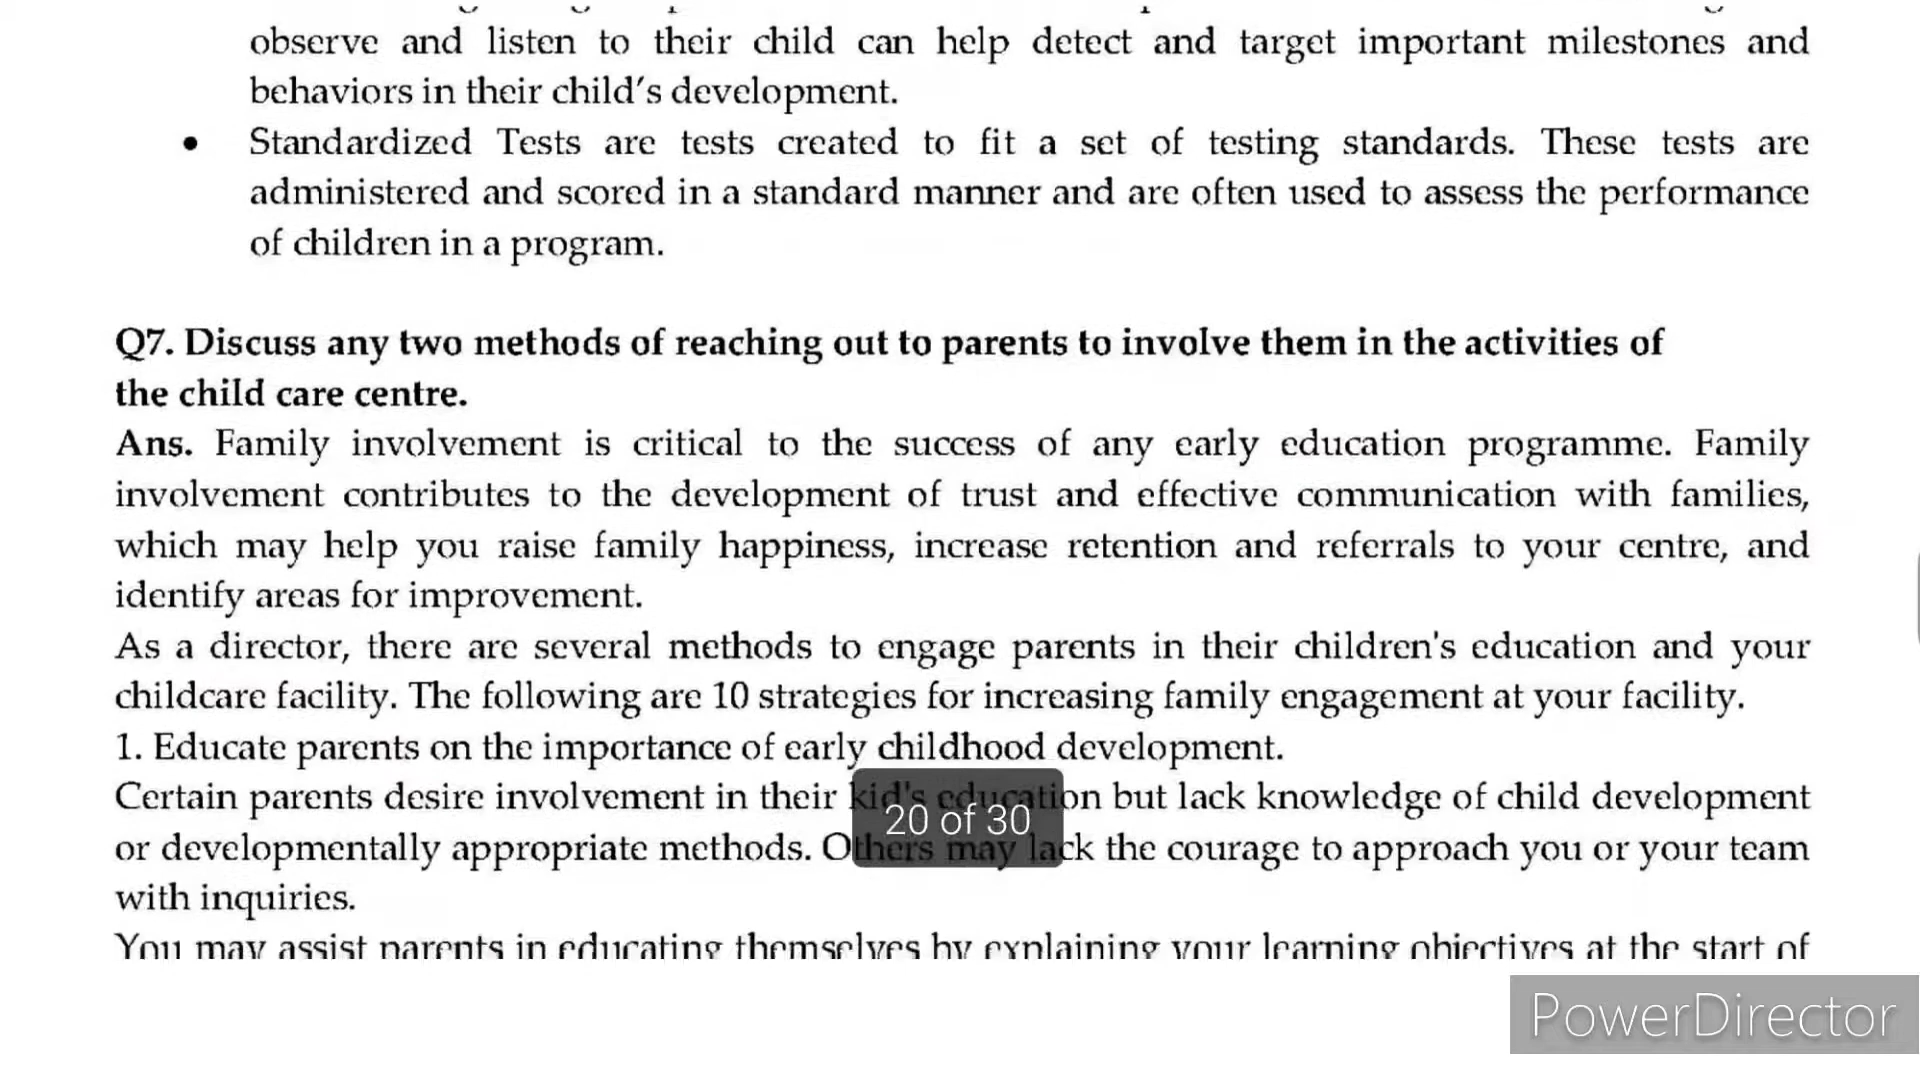 observe and listen to their child can help detect and target important milestones and
behaviors in their child's development.
• Standardized Tests are tests created to fit a set of testing standards. These tests are
administered and scored in a standard manner and are often used to assess the performance
of children in a program.
Q7. Discuss any two methods of reaching out to parents to involve them in the activities of
the child care centre.
Ans. Family involvement is critical to the success of any early education programme. Family
involvement contributes to the development of trust and effective communication with families,
which may help you raise family happiness, increase retention and referrals to your centre, and
identify areas for improvement.
As a director, there are several methods to engage parents in their children's education and your
childcare facility. The following are 10 strategies for increasing family engagement at your facility.
1. Educate parents on the importance of early childhood development.
Certain parents desire involvement in their kid's education but lack knowledge of child development
20 of 30
or developmentally appropriate methods. Others may lack the courage to approach you or your team
with inquiries.
You may assist parents in educating themselves by explaining your learning objectives at the start of
PowerDirector